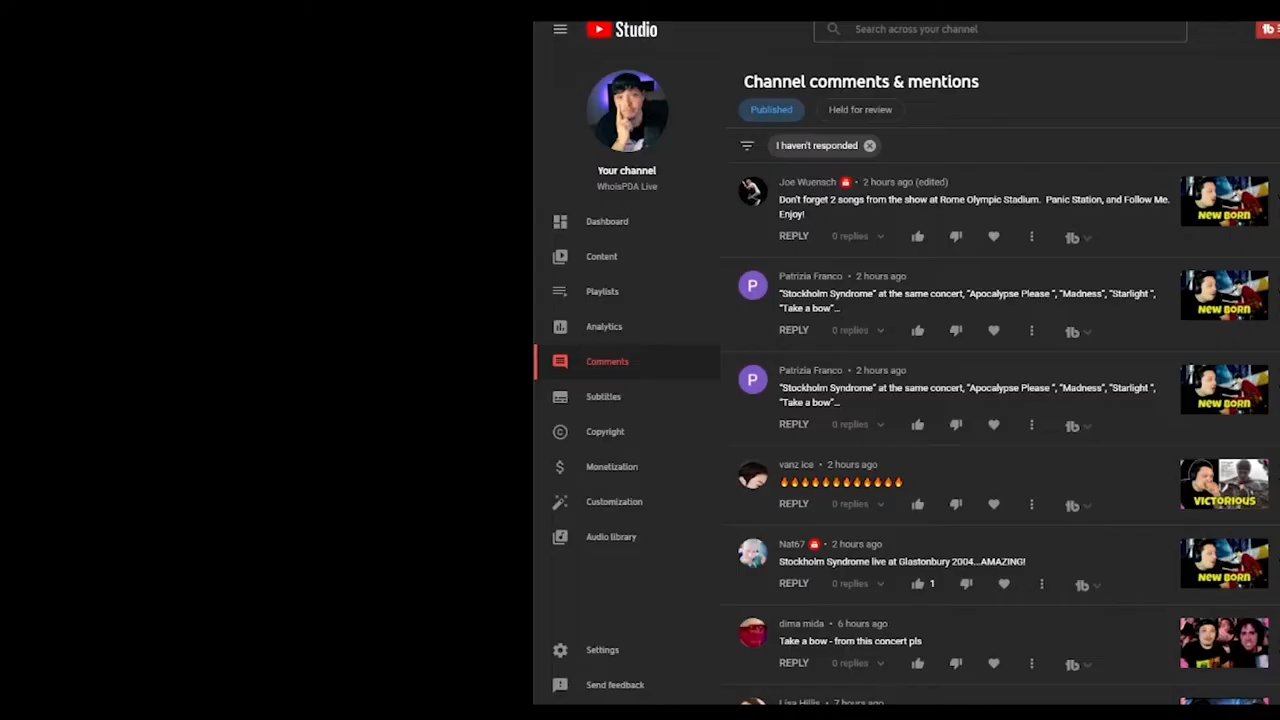 Studio
Search across your channel
Your channel
WhoisPDA Live
Dashboard
Content
Playlists
Analytics
Comments
Subtitles
Copyright
Monetization
Customization
Audio library
Settings
Send feedback
Channel comments & mentions
Published
Held for review
I haven't responded
Joe Wuensch • 2 hours ago (edited)
Don't forget 2 songs from the show at Rome Olympic Stadium. Panic Station, and Follow Me.
Enjoy!
REPLY 0 replies
NEW BORN
Patrizia Franco • 2 hours ago
"Stockholm Syndrome" at the same concert, "Apocalypse Please ", "Madness", "Starlight ",
"Take a bow"...
REPLY 0 replies
NEW BORN
Patrizia Franco • 2 hours ago
"Stockholm Syndrome" at the same concert, "Apocalypse Please ", "Madness", "Starlight ",
"Take a bow"...
REPLY 0 replies
NEW BORN
vanz ice • 2 hours ago
🔥🔥🔥🔥🔥🔥🔥🔥🔥🔥🔥🔥
REPLY 0 replies
VICTORIOUS
Nat67 • 2 hours ago
Stockholm Syndrome live at Glastonbury 2004...AMAZING!
REPLY 0 replies 1
NEW BORN
dima mida • 6 hours ago
Take a bow - from this concert pls
REPLY 0 replies
Lisa Hillis • 7 hours ago